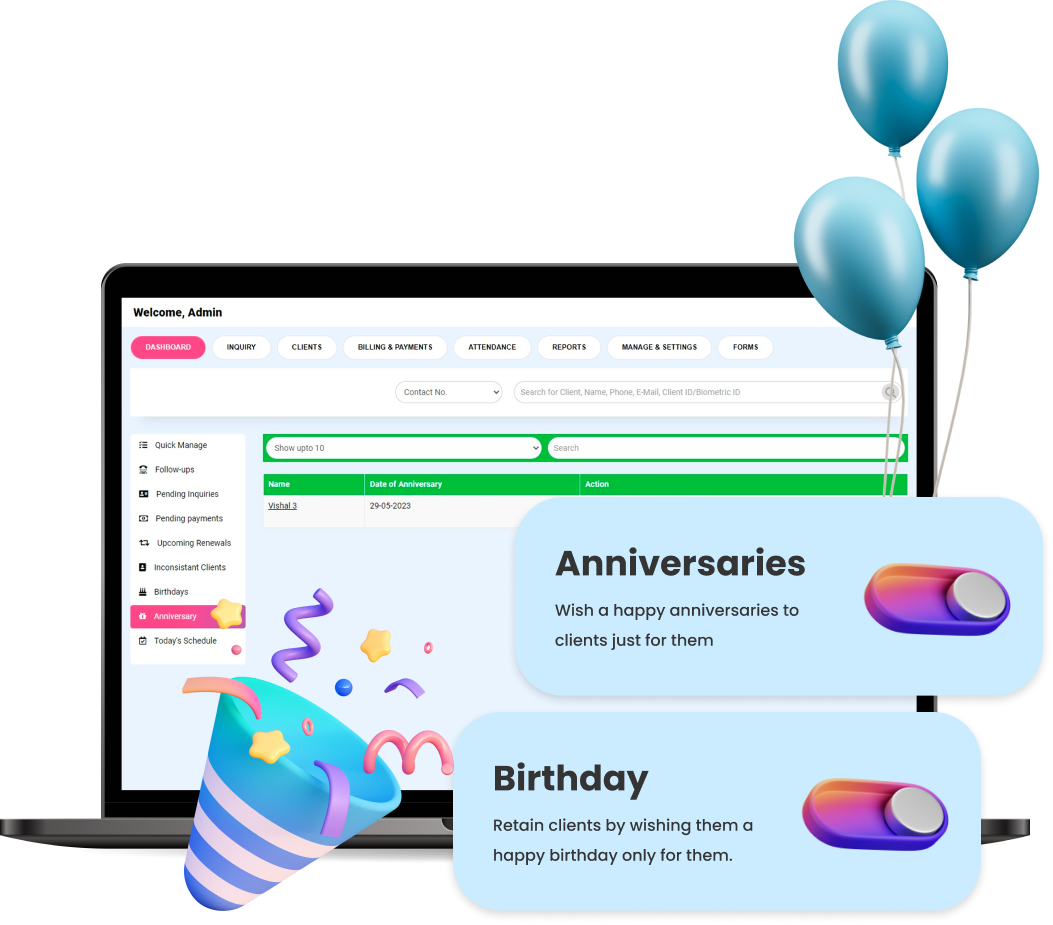 Welcome, Admin
DASHBOARD INQUIRY CLIENTS BILLING & PAYMENTS ATTENDANCE REPORTS MANAGE & SETTINGS FORMS
Contact No. Search for Client, Name, Phone, E-Mail, Client ID/Biometric ID
Quick Manage
Follow-ups
Pending Inquiries
Pending payments
Upcoming Renewals
Inconsistant Clients
Birthdays
Anniversary
Today's Schedule
Show upto 10 Search
Name Date of Anniversary Action
Vishal 3 29-05-2023
Anniversaries
Wish a happy anniversaries to
clients just for them
Birthday
Retain clients by wishing them a
happy birthday only for them.